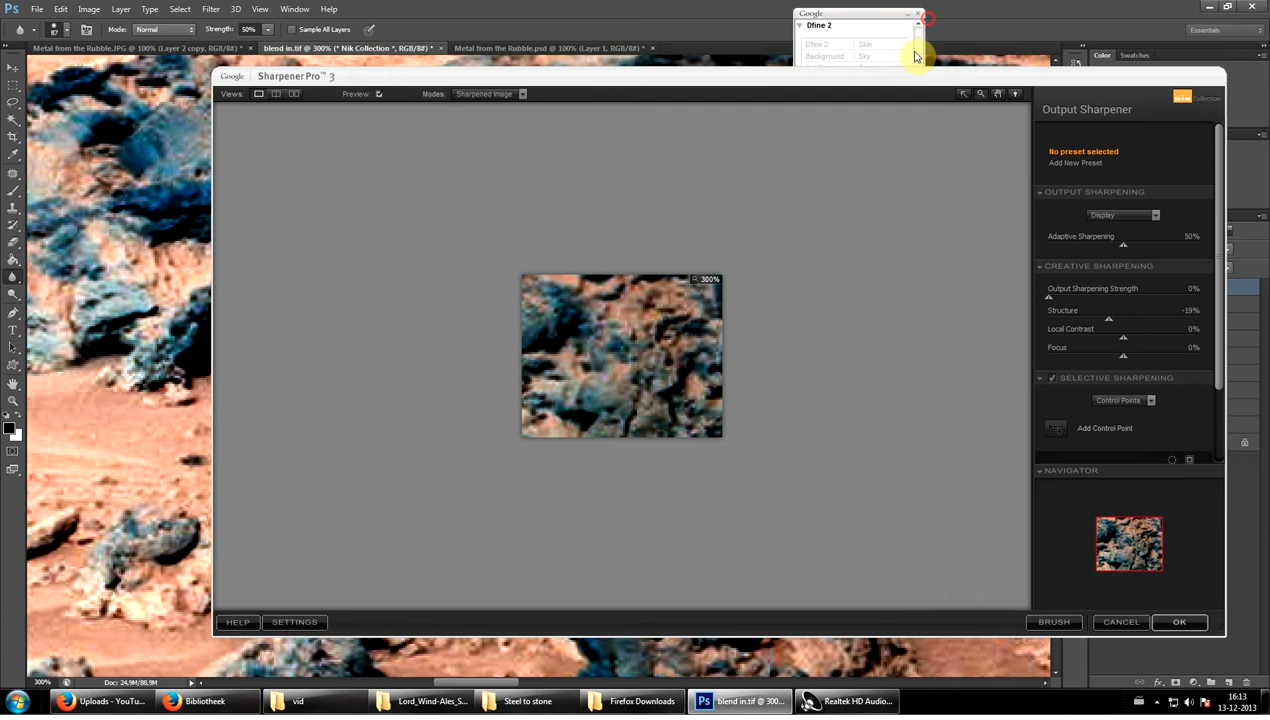 Ps File Edit Image Layer Type Select Filter 3D View Window Help
87 Mode: Normal Strength: 50% Sample All Layers Essentials
Google
Dfine 2
Dfine 2 Skin
Background Sky
Metal from the Rubble.JPG @ 100% (Layer 2 copy, RGB/8#) * × blend in.tif @ 300% (* Nik Collection *, RGB/8#) * × Metal from the Rubble.psd @ 100% (Layer 1, RGB/8#) * ×
Color Swatches
Google Sharpener Pro™ 3
Views: Preview: Modes: Sharpened Image
Collection
Output Sharpener
No preset selected
Add New Preset
OUTPUT SHARPENING
Display
Adaptive Sharpening 50%
CREATIVE SHARPENING
Output Sharpening Strength 0%
Structure -19%
Local Contrast 0%
Focus 0%
SELECTIVE SHARPENING
Control Points
Add Control Point
NAVIGATOR
300%
HELP SETTINGS BRUSH CANCEL OK
300% Doc: 24,9M/88,9M
Uploads - YouTu... Bibliotheek vid Lord_Wind-Ales_S... Steel to stone Firefox Downloads Ps blend in.tif @ 300... Realtek HD Audio...
16:13
13-12-2013